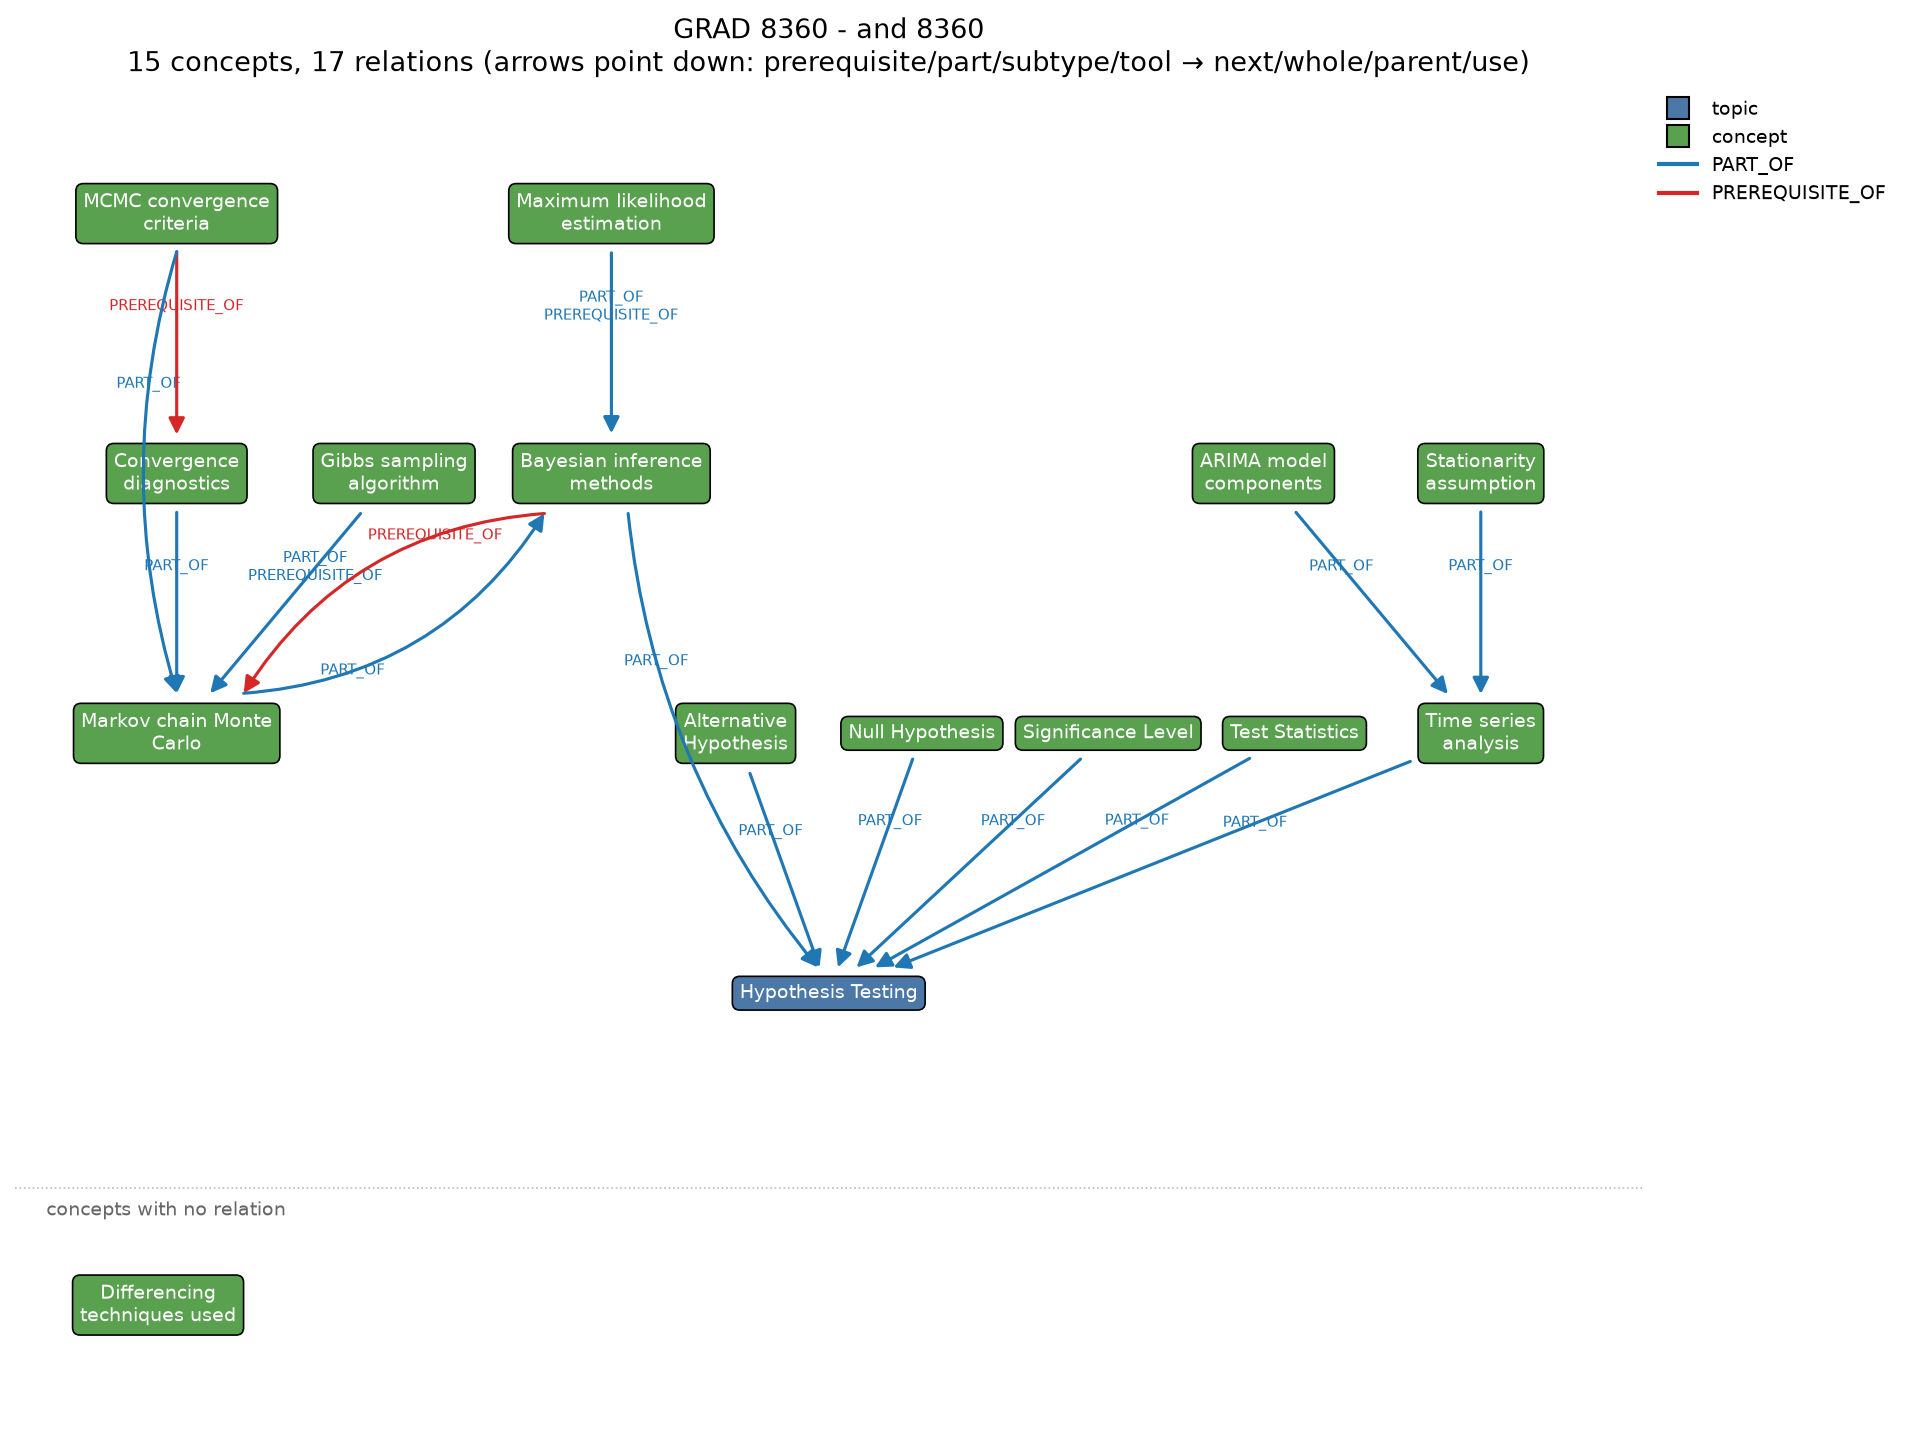 GRAD 8360 - and 8360
15 concepts, 17 relations (arrows point down: prerequisite/part/subtype/tool → next/whole/parent/use)
topic
concept
PART_OF
PREREQUISITE_OF
MCMC convergence
criteria
Maximum likelihood
estimation
PREREQUISITE_OF
PART_OF
PREREQUISITE_OF
PART_OF
Convergence
diagnostics
Gibbs sampling
algorithm
Bayesian inference
methods
ARIMA model
components
Stationarity
assumption
PREREQUISITE_OF
PART_OF
PART_OF
PREREQUISITE_OF
PART_OF
PART_OF
PART_OF
PART_OF
Markov chain Monte
Carlo
Alternative
Hypothesis
Null Hypothesis
Significance Level
Test Statistics
Time series
analysis
PART_OF
PART_OF
PART_OF
PART_OF
PART_OF
Hypothesis Testing
concepts with no relation
Differencing
techniques used